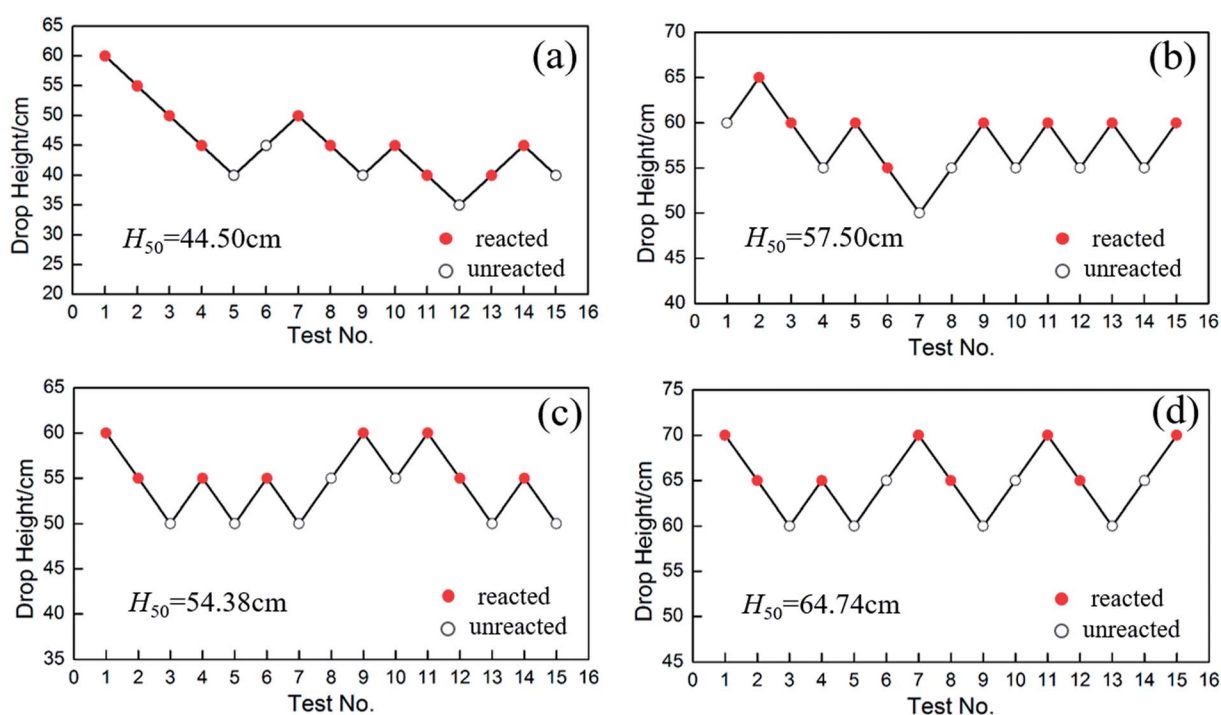 65
60
55
50
45
40
35
30
25
20
Drop Height/cm
(a)
H50=44.50cm
reacted
unreacted
0 1 2 3 4 5 6 7 8 9 10 11 12 13 14 15 16
Test No.
70
65
60
55
50
45
40
Drop Height/cm
(b)
H50=57.50cm
reacted
unreacted
0 1 2 3 4 5 6 7 8 9 10 11 12 13 14 15 16
Test No.
65
60
55
50
45
40
35
Drop Height/cm
(c)
H50=54.38cm
reacted
unreacted
0 1 2 3 4 5 6 7 8 9 10 11 12 13 14 15 16
Test No.
75
70
65
60
55
50
45
Drop Height/cm
(d)
H50=64.74cm
reacted
unreacted
0 1 2 3 4 5 6 7 8 9 10 11 12 13 14 15 16
Test No.